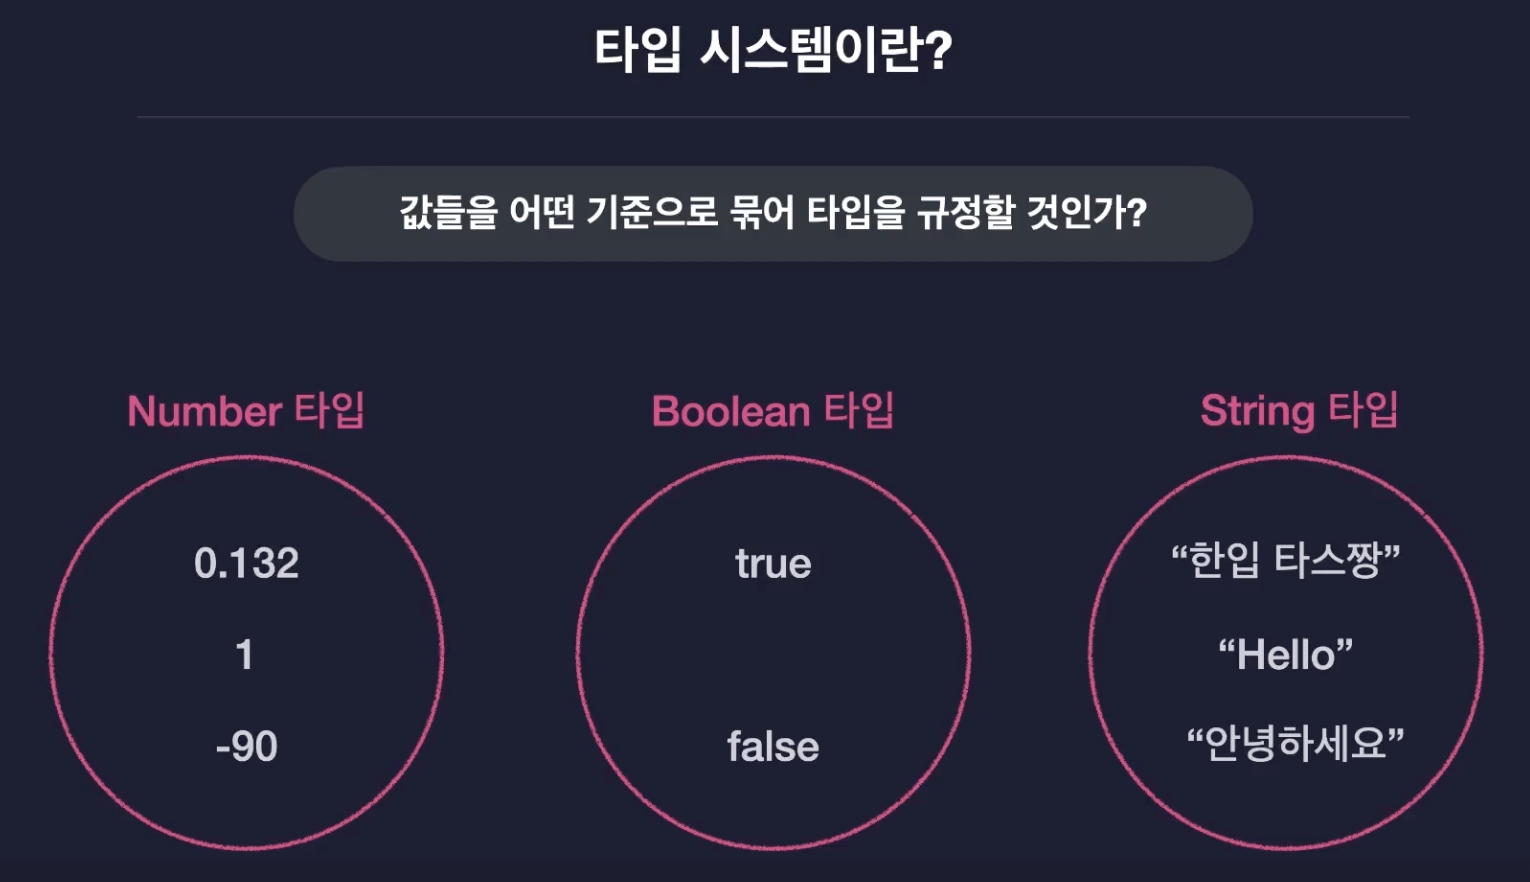 타입 시스템이란?
값들을 어떤 기준으로 묶어 타입을 규정할 것인가?
Number 타입
0.132
1
-90
Boolean 타입
true
false
String 타입
“한입 타스짱”
“Hello”
“안녕하세요”